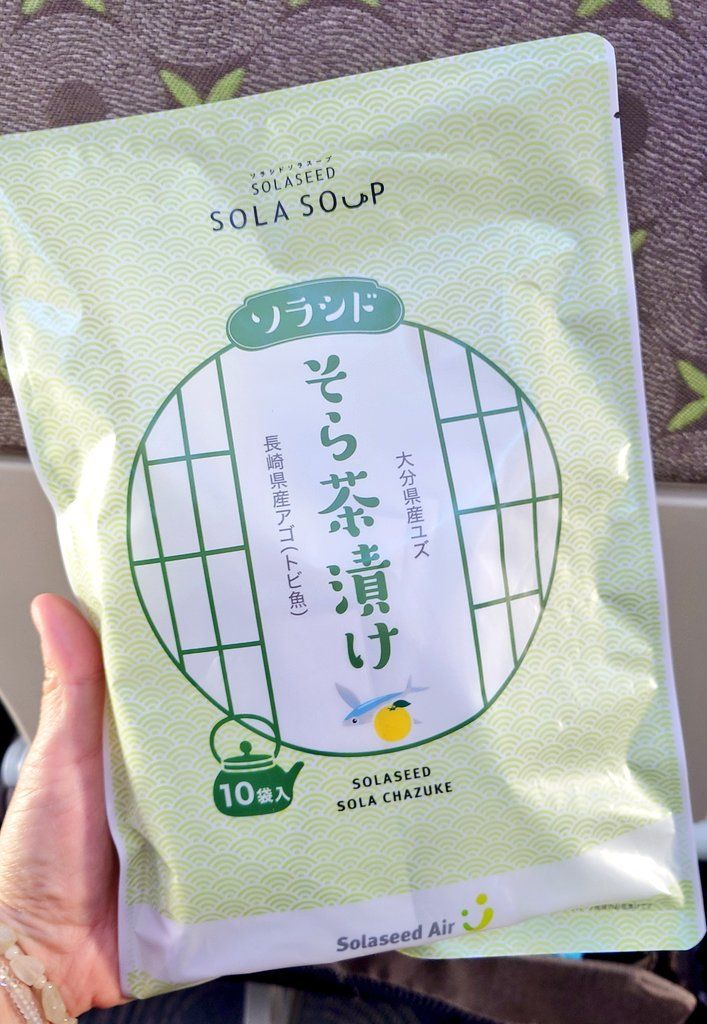 ソラシドソラスープ
SOLASEED
SOLA SOUP
ソラシド
大分県産ユズ
そら茶漬け
長崎県産アゴ(トビ魚)
10袋入
SOLASEED
SOLA CHAZUKE
Solaseed Air